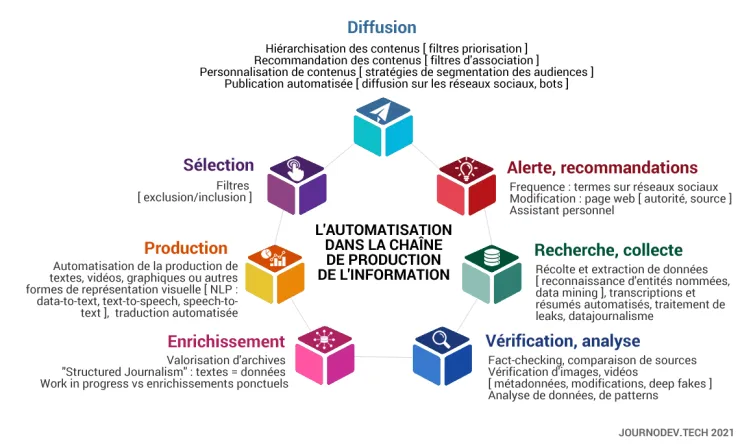 Diffusion
Hiérarchisation des contenus [ filtres priorisation ]
Recommandation des contenus [ filtres d'association ]
Personnalisation de contenus [ stratégies de segmentation des audiences ]
Publication automatisée [ diffusion sur les réseaux sociaux, bots ]
Sélection
Filtres
[ exclusion/inclusion ]
Alerte, recommandations
Frequence : termes sur réseaux sociaux
Modification : page web [ autorité, source ]
Assistant personnel
L'AUTOMATISATION
DANS LA CHAÎNE
DE PRODUCTION
DE L'INFORMATION
Production
Automatisation de la production de
textes, vidéos, graphiques ou autres
formes de représentation visuelle [ NLP :
data-to-text, text-to-speech, speech-to-
text ], traduction automatisée
Recherche, collecte
Récolte et extraction de données
[ reconnaissance d'entités nommées,
data mining ], transcriptions et
résumés automatisés, traitement de
leaks, datajournalisme
Enrichissement
Valorisation d'archives
"Structured Journalism" : textes = données
Work in progress vs enrichissements ponctuels
Vérification, analyse
Fact-checking, comparaison de sources
Vérification d'images, vidéos
[ métadonnées, modifications, deep fakes ]
Analyse de données, de patterns
JOURNODEV.TECH 2021